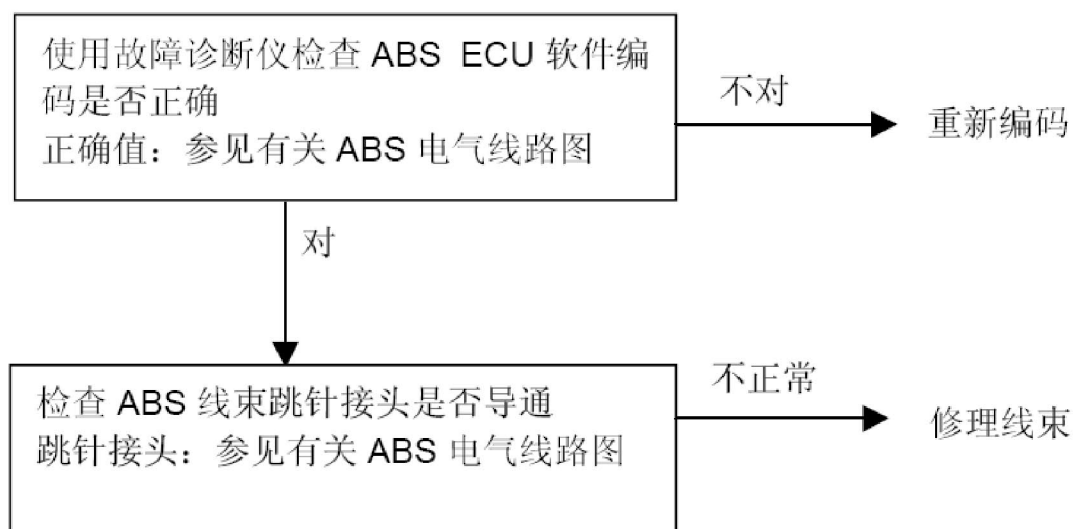 使用故障诊断仪检查 ABS ECU 软件编
码是否正确
正确值：参见有关 ABS 电气线路图
不对
重新编码
对
检查 ABS 线束跳针接头是否导通
跳针接头：参见有关 ABS 电气线路图
不正常
修理线束